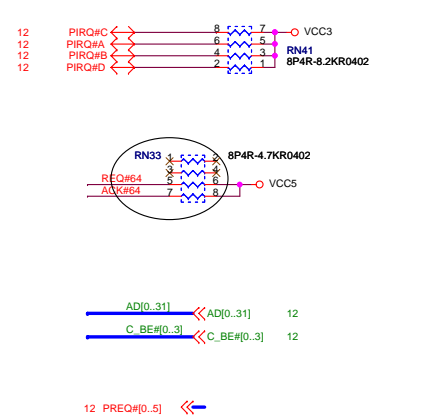 12 PIRQ#C 8 7 VCC3
12 PIRQ#A 6 5
12 PIRQ#B 4 3 RN41
12 PIRQ#D 2 1 8P4R-8.2KR0402
RN33 1 2 8P4R-4.7KR0402
3 4
REQ#64 5 6 VCC5
ACK#64 7 8
AD[0..31] AD[0..31] 12
C_BE#[0..3] C_BE#[0..3] 12
12 PREQ#[0..5]